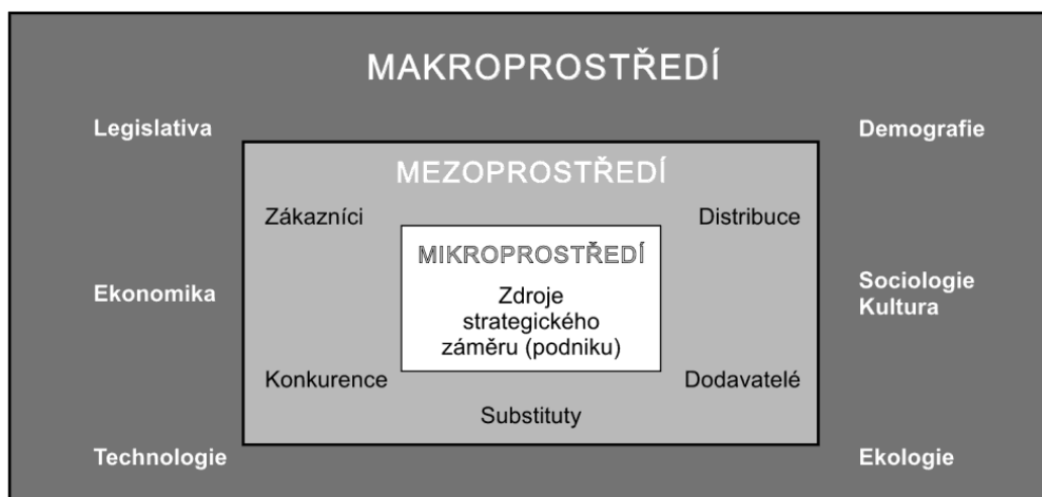 MAKROPROSTŘEDÍ
Legislativa
Demografie
MEZOPROSTŘEDÍ
Zákazníci
Distribuce
MIKROPROSTŘEDÍ
Ekonomika
Zdroje
strategického
záměru (podniku)
Sociologie
Kultura
Konkurence
Dodavatelé
Substituty
Technologie
Ekologie